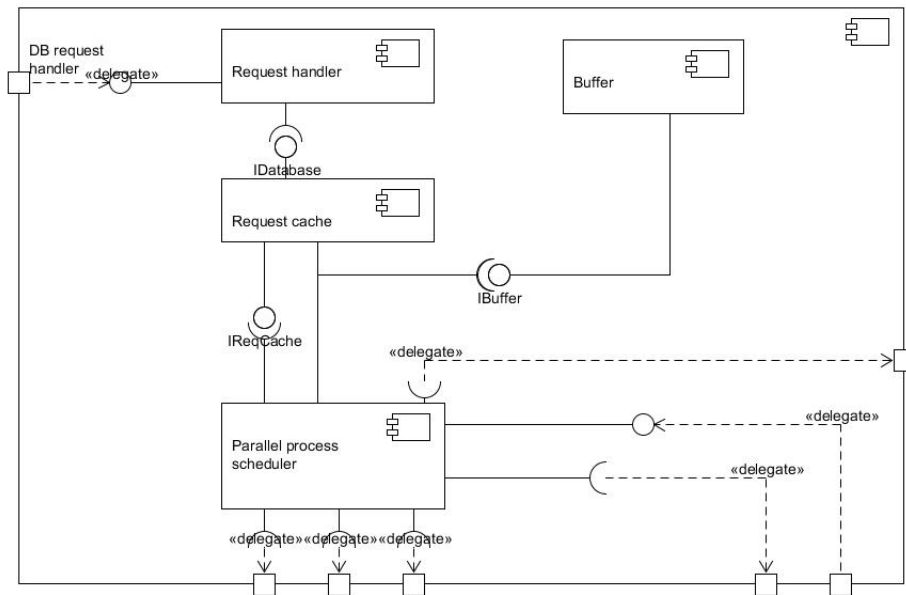 DB request
handler
«delegate»
Request handler
Buffer
IDatabase
Request cache
IBuffer
IReqCache
«delegate»
«delegate»
Parallel process
scheduler
«delegate»
«delegate»
«delegate»
«delegate»